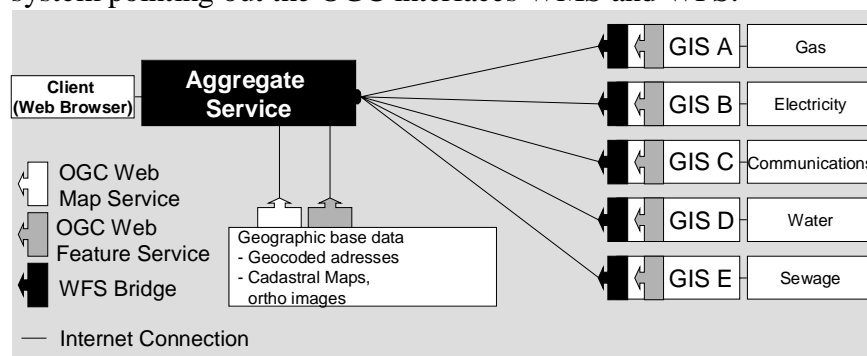 system pointing out the OGC interfaces WMS and WFS.
Client
(Web Browser)
Aggregate
Service
GIS A
Gas
GIS B
Electricity
GIS C
Communications
GIS D
Water
GIS E
Sewage
OGC Web
Map Service
OGC Web
Feature Service
WFS Bridge
Internet Connection
Geographic base data
- Geocoded adresses
- Cadastral Maps,
ortho images